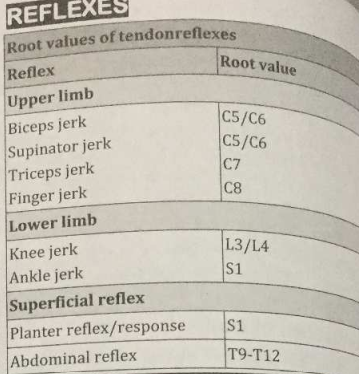 REFLEXES
Root values of tendonreflexes
Reflex Root value
Upper limb
Biceps jerk C5/C6
Supinator jerk C5/C6
Triceps jerk C7
Finger jerk C8
Lower limb
Knee jerk L3/L4
Ankle jerk S1
Superficial reflex
Planter reflex/response S1
Abdominal reflex T9-T12